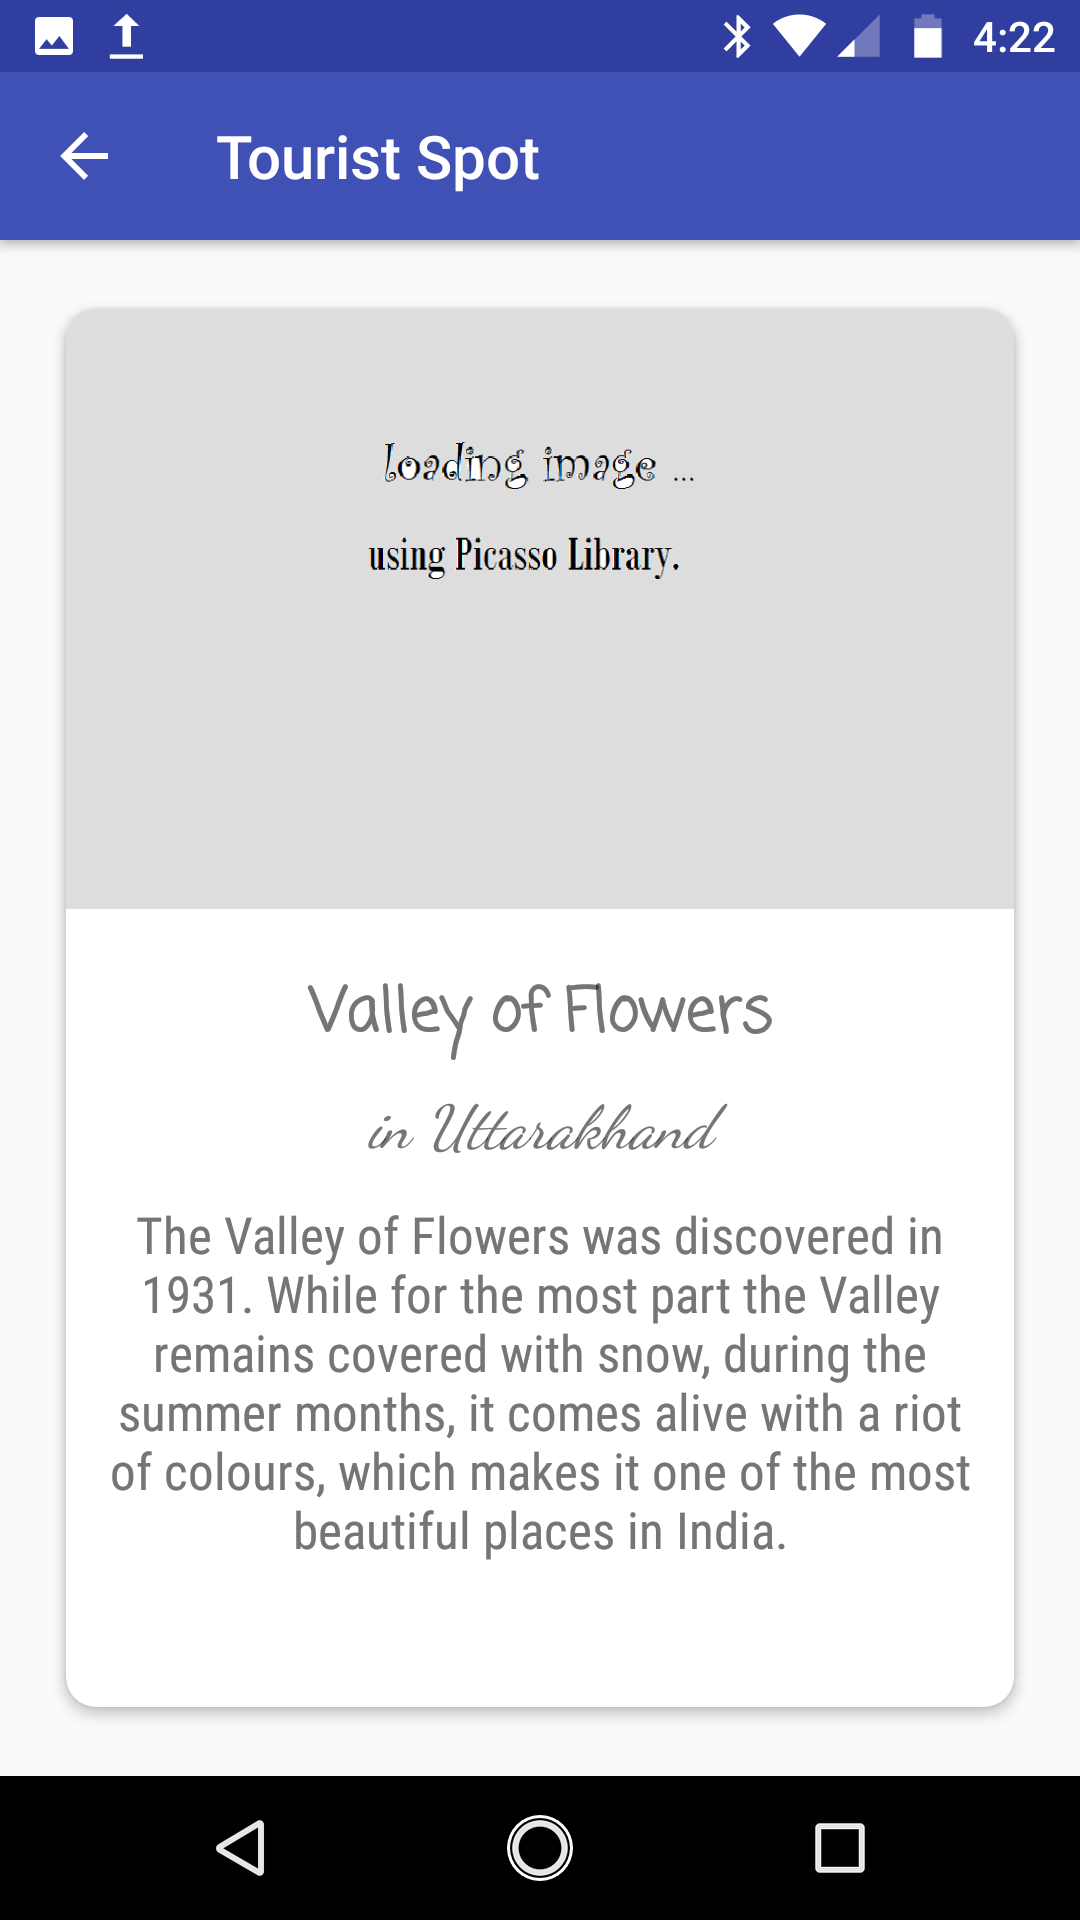 4:22
Tourist Spot
loading image ...
using Picasso Library.
Valley of Flowers
in Uttarakhand
The Valley of Flowers was discovered in
1931. While for the most part the Valley
remains covered with snow, during the
summer months, it comes alive with a riot
of colours, which makes it one of the most
beautiful places in India.